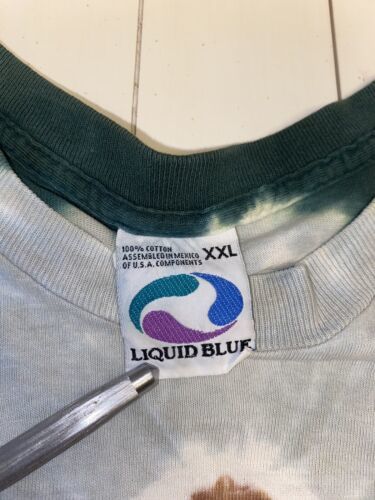 100% COTTON
ASSEMBLED IN MEXICO
OF U.S.A. COMPONENTS
XXL
LIQUID BLUE